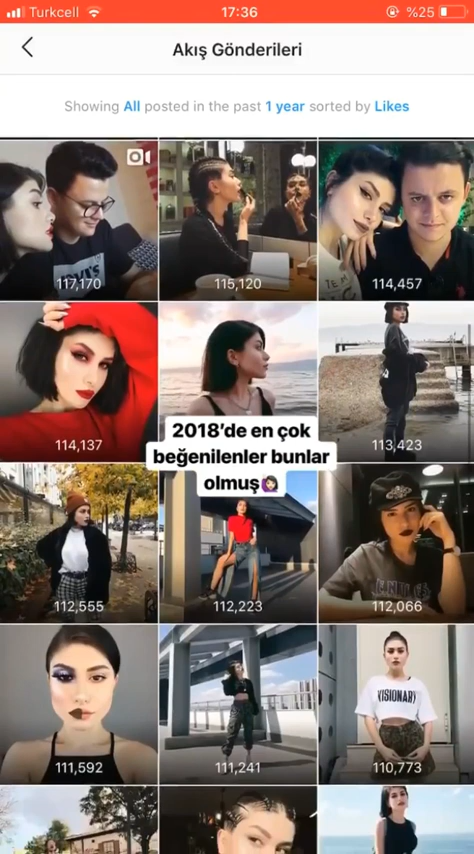 Turkcell 17:36 %25
Akış Gönderileri
Showing All posted in the past 1 year sorted by Likes
117,170 115,120 114,457
114,137 113,423
2018'de en çok
beğenilenler bunlar
olmuş
112,555 112,223 112,066
VISIONARY
111,592 111,241 110,773